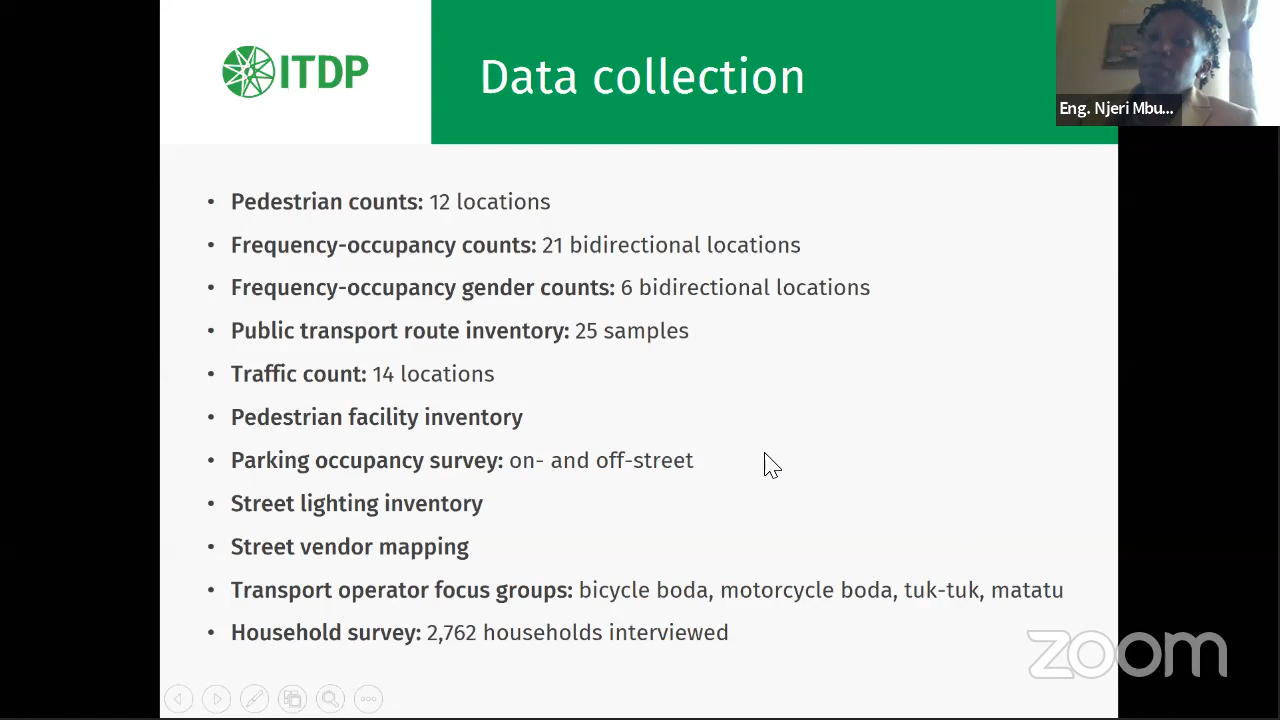 ITDP
Data collection
Eng. Njeri Mbu...
• Pedestrian counts: 12 locations
• Frequency-occupancy counts: 21 bidirectional locations
• Frequency-occupancy gender counts: 6 bidirectional locations
• Public transport route inventory: 25 samples
• Traffic count: 14 locations
• Pedestrian facility inventory
• Parking occupancy survey: on- and off-street
• Street lighting inventory
• Street vendor mapping
• Transport operator focus groups: bicycle boda, motorcycle boda, tuk-tuk, matatu
• Household survey: 2,762 households interviewed
zoom